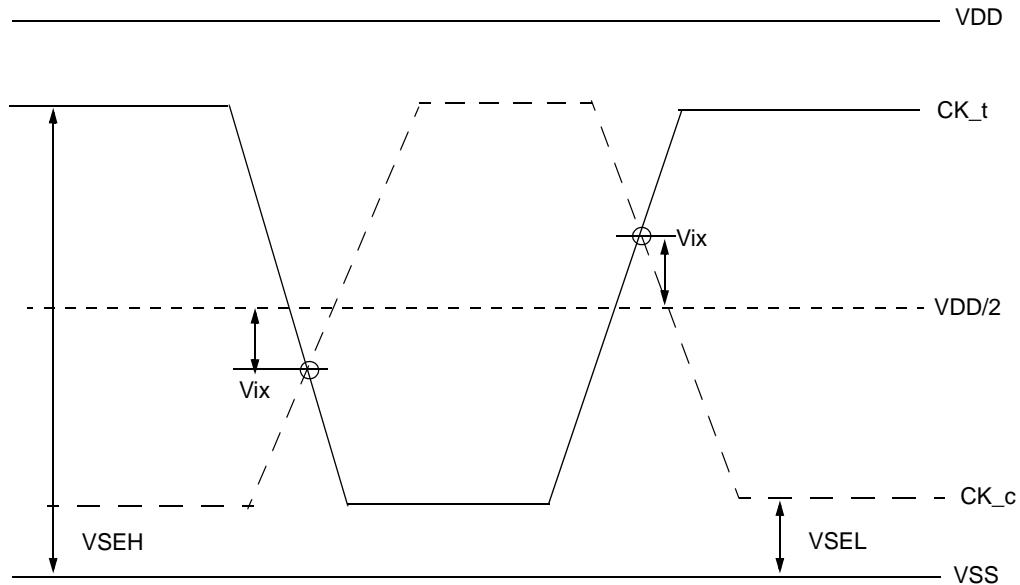 VDD
CK_t
Vix
VDD/2
Vix
CK_c
VSEH
VSEL
VSS